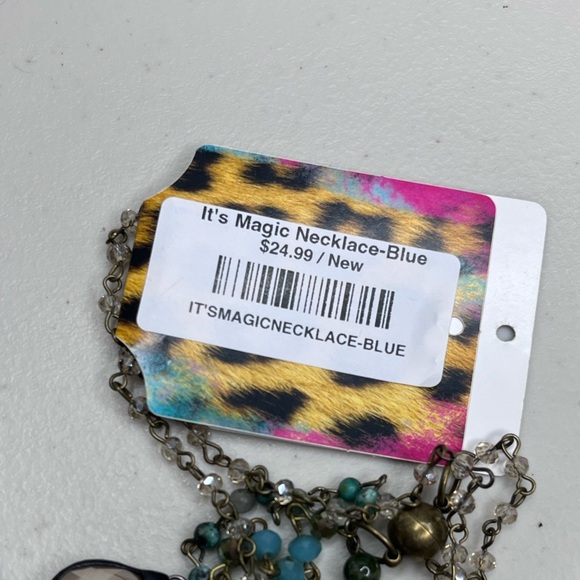 It's Magic Necklace-Blue
$24.99 / New
IT'SMAGICNECKLACE-BLUE